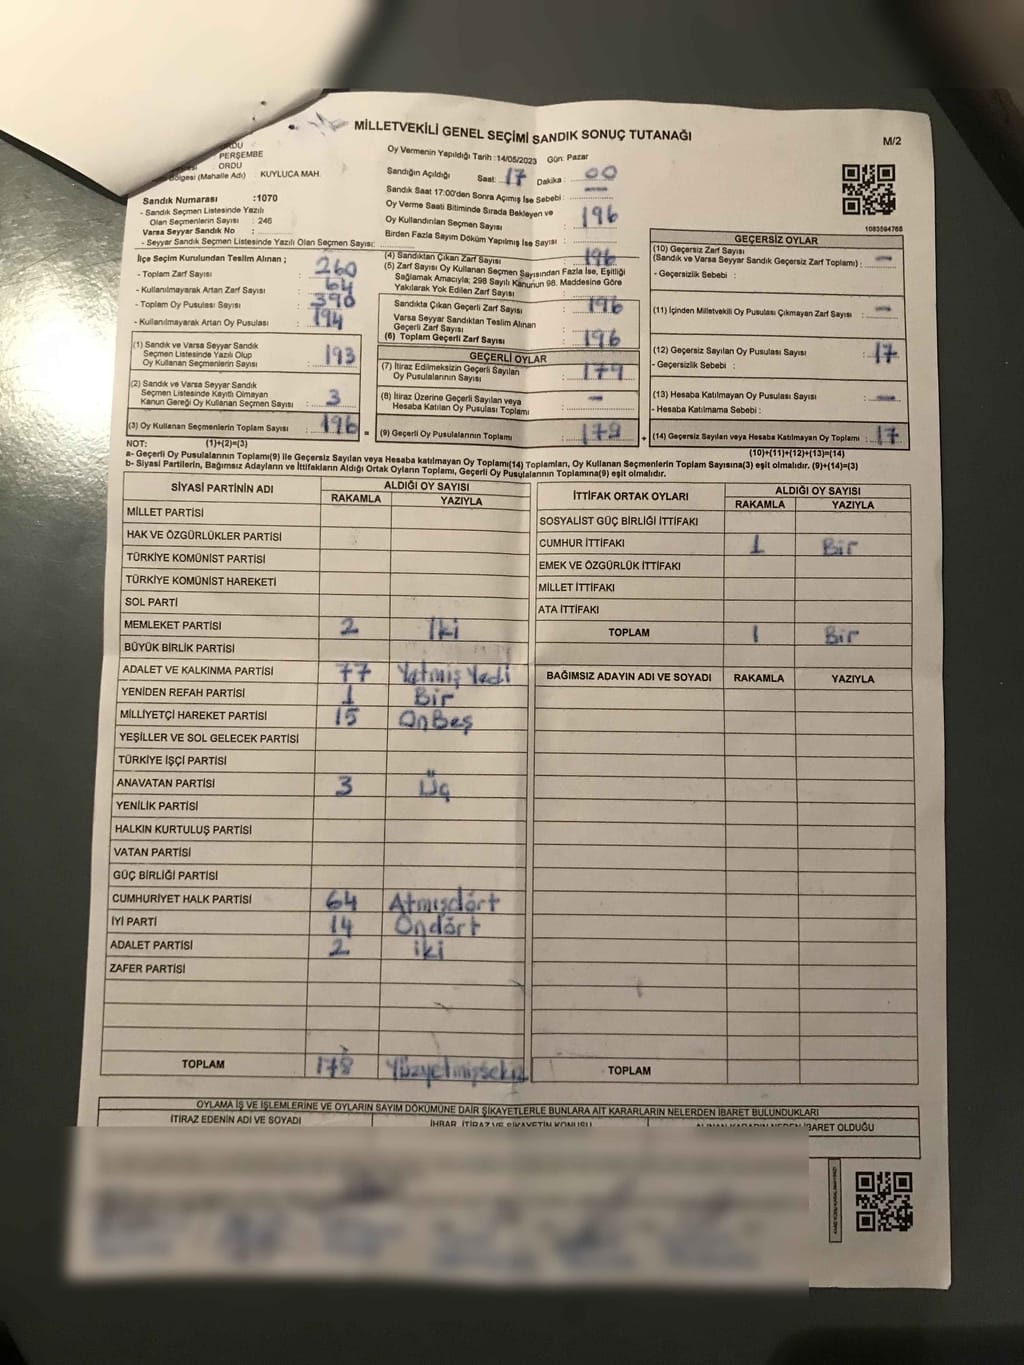 MİLLETVEKİLİ GENEL SEÇİMİ SANDIK SONUÇ TUTANAĞI
M/2
ORDU
PERŞEMBE
ORDU
Bölgesi (Mahalle Adı) : KUYLUCA MAH.
Sandık Numarası :1070
- Sandık Seçmen Listesinde Yazılı
Olan Seçmenlerin Sayısı : 246
Varsa Seyyar Sandık No :
- Seyyar Sandık Seçmen Listesinde Yazılı Olan Seçmen Sayısı:
Oy Vermenin Yapıldığı Tarih :14/05/2023 Gün: Pazar
Sandığın Açıldığı Saat: 17 Dakika : 00
Sandık Saat 17:00'den Sonra Açılmış İse Sebebi : —
Oy Verme Saati Bitiminde Sırada Bekleyen ve
Oy Kullandırılan Seçmen Sayısı : 196
Birden Fazla Sayım Döküm Yapılmış İse Sayısı :
1083594768
İlçe Seçim Kurulundan Teslim Alınan ;
- Toplam Zarf Sayısı : 260
- Kullanılmayarak Artan Zarf Sayısı : 64
- Toplam Oy Pusulası Sayısı : 390
- Kullanılmayarak Artan Oy Pusulası : 194
(1) Sandık ve Varsa Seyyar Sandık
Seçmen Listesinde Yazılı Olup
Oy Kullanan Seçmenlerin Sayısı : 193
(2) Sandık ve Varsa Seyyar Sandık
Seçmen Listesinde Kayıtlı Olmayan
Kanun Gereği Oy Kullanan Seçmen Sayısı : 3
(3) Oy Kullanan Seçmenlerin Toplam Sayısı : 196 =
NOT: (1)+(2)=(3)
(4) Sandıktan Çıkan Zarf Sayısı : 196
(5) Zarf Sayısı Oy Kullanan Seçmen Sayısından Fazla İse, Eşitliği
Sağlamak Amacıyla; 298 Sayılı Kanunun 98. Maddesine Göre
Yakılarak Yok Edilen Zarf Sayısı :
Sandıkta Çıkan Geçerli Zarf Sayısı : 196
Varsa Seyyar Sandıktan Teslim Alınan
Geçerli Zarf Sayısı :
(6) Toplam Geçerli Zarf Sayısı : 196
GEÇERLİ OYLAR
(7) İtiraz Edilmeksizin Geçerli Sayılan
Oy Pusulalarının Sayısı : 179
(8) İtiraz Üzerine Geçerli Sayılan veya
Hesaba Katılan Oy Pusulası Toplamı : —
(9) Geçerli Oy Pusulalarının Toplamı : 179 +
GEÇERSİZ OYLAR
(10) Geçersiz Zarf Sayısı
(Sandık ve Varsa Seyyar Sandık Geçersiz Zarf Toplamı) : —
- Geçersizlik Sebebi :
(11) İçinden Milletvekili Oy Pusulası Çıkmayan Zarf Sayısı : —
(12) Geçersiz Sayılan Oy Pusulası Sayısı : 17
- Geçersizlik Sebebi :
(13) Hesaba Katılmayan Oy Pusulası Sayısı : —
- Hesaba Katılmama Sebebi :
(14) Geçersiz Sayılan veya Hesaba Katılmayan Oy Toplamı : 17
(10)+(11)+(12)+(13)=(14)
a- Geçerli Oy Pusulalarının Toplamı(9) ile Geçersiz Sayılan veya Hesaba katılmayan Oy Toplamı(14) Toplamları, Oy Kullanan Seçmenlerin Toplam Sayısına(3) eşit olmalıdır. (9)+(14)=(3)
b- Siyasi Partilerin, Bağımsız Adayların ve İttifakların Aldığı Ortak Oyların Toplamı, Geçerli Oy Pusulalarının Toplamına(9) eşit olmalıdır.
SİYASİ PARTİNİN ADI ALDIĞI OY SAYISI
RAKAMLA YAZIYLA
MİLLET PARTİSİ
HAK VE ÖZGÜRLÜKLER PARTİSİ
TÜRKİYE KOMÜNİST PARTİSİ
TÜRKİYE KOMÜNİST HAREKETİ
SOL PARTİ
MEMLEKET PARTİSİ 2 İki
BÜYÜK BİRLİK PARTİSİ
ADALET VE KALKINMA PARTİSİ 77 Yetmiş Yedi
YENİDEN REFAH PARTİSİ 1 Bir
MİLLİYETÇİ HAREKET PARTİSİ 15 OnBeş
YEŞİLLER VE SOL GELECEK PARTİSİ
TÜRKİYE İŞÇİ PARTİSİ
ANAVATAN PARTİSİ 3 Üç
YENİLİK PARTİSİ
HALKIN KURTULUŞ PARTİSİ
VATAN PARTİSİ
GÜÇ BİRLİĞİ PARTİSİ
CUMHURİYET HALK PARTİSİ 64 Atmışdört
İYİ PARTİ 14 Ondört
ADALET PARTİSİ 2 iki
ZAFER PARTİSİ
TOPLAM 178 Yüzyetmişsekiz
İTTİFAK ORTAK OYLARI ALDIĞI OY SAYISI
RAKAMLA YAZIYLA
SOSYALİST GÜÇ BİRLİĞİ İTTİFAKI
CUMHUR İTTİFAKI 1 Bir
EMEK VE ÖZGÜRLÜK İTTİFAKI
MİLLET İTTİFAKI
ATA İTTİFAKI
TOPLAM 1 Bir
BAĞIMSIZ ADAYIN ADI VE SOYADI RAKAMLA YAZIYLA
TOPLAM
OYLAMA İŞ VE İŞLEMLERİNE VE OYLARIN SAYIM DÖKÜMÜNE DAİR ŞİKAYETLERLE BUNLARA AİT KARARLARIN NELERDEN İBARET BULUNDUKLARI
İTİRAZ EDENİN ADI VE SOYADI
İHBAR, İTİRAZ VE ŞİKAYETİN KONUSU
ALINAN KARARIN NEDEN İBARET OLDUĞU